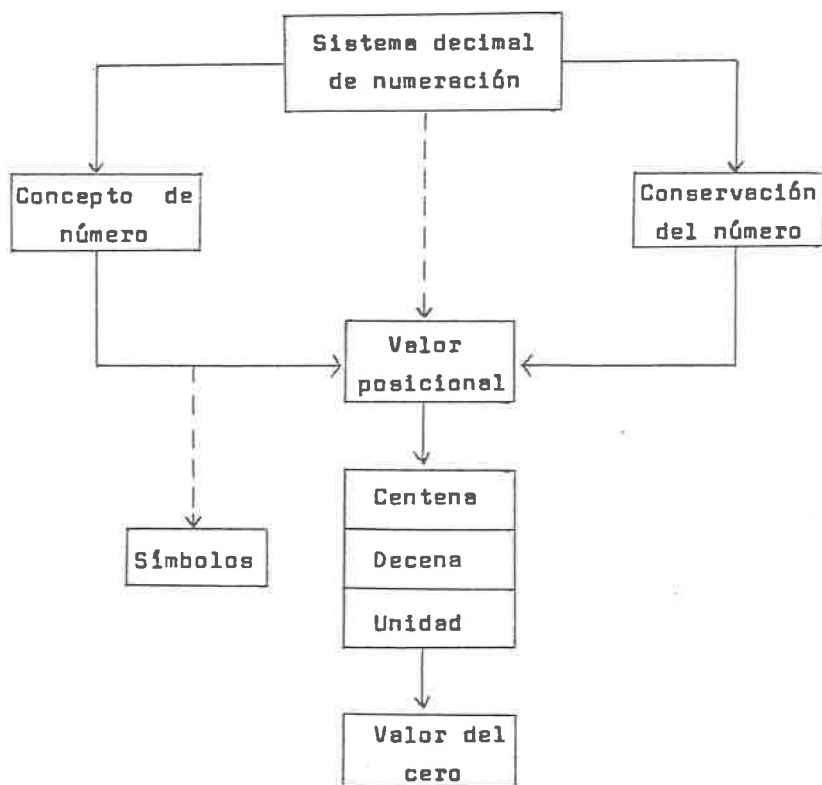 Sistema decimal
de numeración
Concepto de
número
Conservación
del número
Valor
posicional
Centena
Símbolos
Decena
Unidad
Valor del
cero